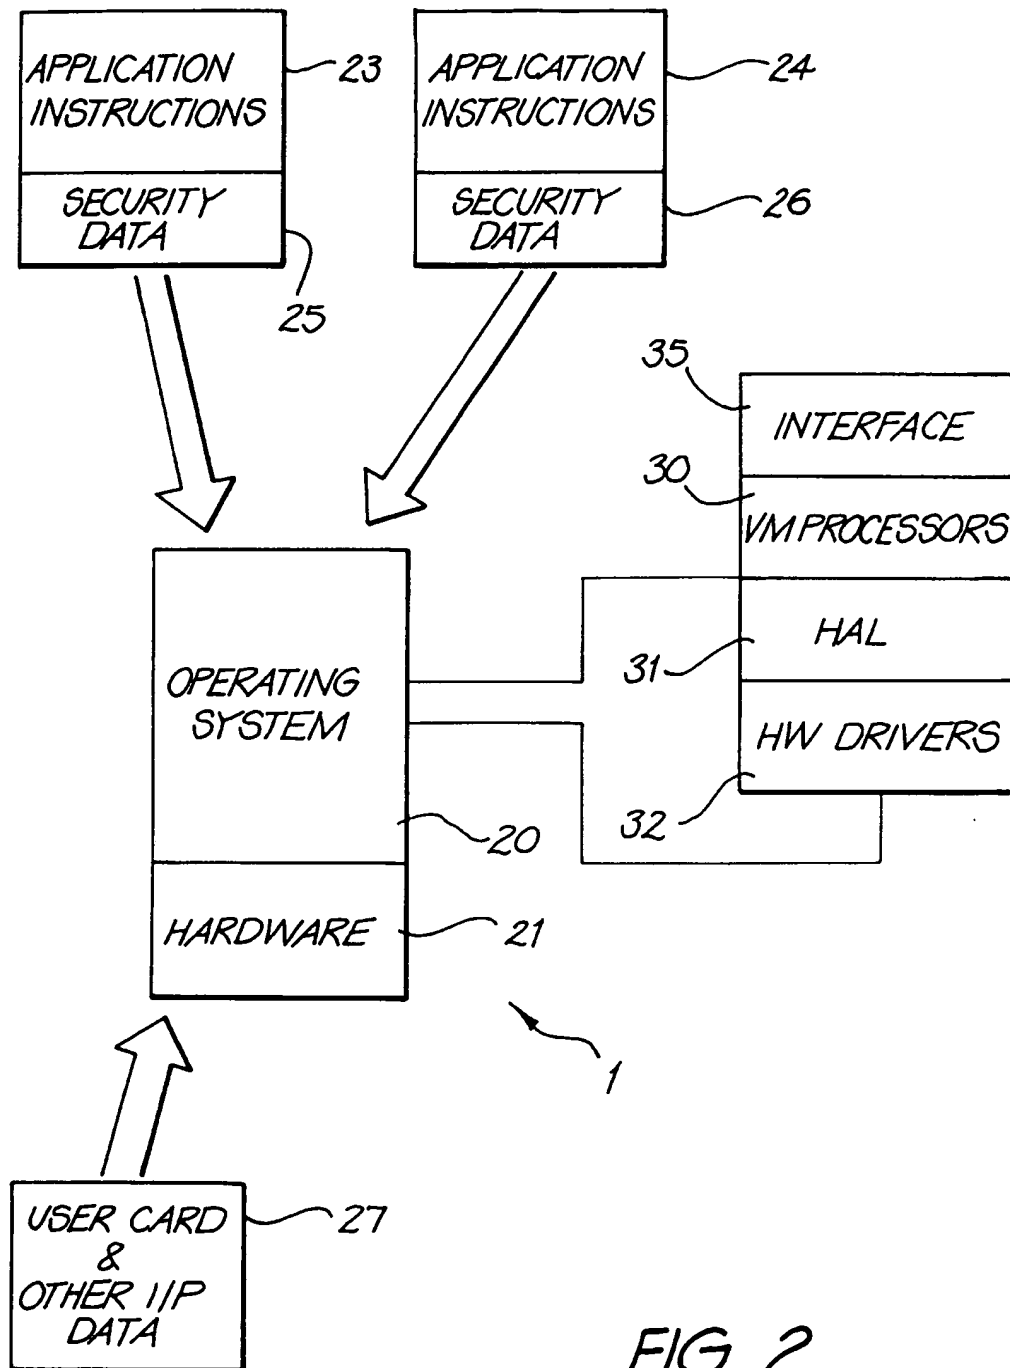 APPLICATION
INSTRUCTIONS
23
SECURITY
DATA
25
APPLICATION
INSTRUCTIONS
24
SECURITY
DATA
26
35
INTERFACE
30
VM PROCESSORS
HAL
31
HW DRIVERS
32
OPERATING
SYSTEM
20
HARDWARE
21
1
USER CARD
&
OTHER I/P
DATA
27
FIG. 2